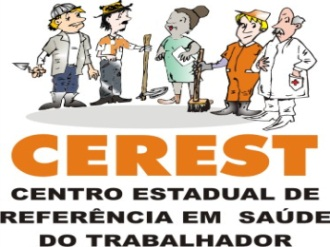 CEREST
CENTRO ESTADUAL DE
REFERÊNCIA EM SAÚDE
DO TRABALHADOR